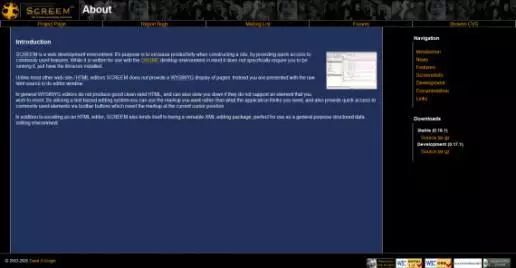 SCREEM
About
Project Page
Report Bugs
Mailing List
Forums
Browse CVS
Introduction
SCREEM is a web development environment. It's purpose is to increase productivity when constructing a site, by providing quick access to
commonly used features. While it is written for use with the GNOME desktop environment in mind it does not specifically require you to be
running it, just have the libraries installed.
Unlike most other web site / HTML editors SCREEM does not provide a WYSIWYG display of pages. Instead you are presented with the raw
html source in its editor window.
In general WYSIWYG editors do not produce good clean valid HTML, and can also slow you down if they do not support an element that you
wish to insert. By allowing a text based editing system you can use the markup you want rather than what the application thinks you need, and also provide quick access to
commonly used elements via toolbar buttons which insert the markup at the current cursor position.
In addition to excelling as an HTML editor, SCREEM also lends itself to being a versatile XML editing package, perfect for use as a general purpose structured data
editing environment.
Navigation
Introduction
News
Features
Screenshots
Development
Documentation
Links
Downloads
Stable (0.16.1)
Source tar.gz
Development (0.17.1)
Source tar.gz
W3C
W3C